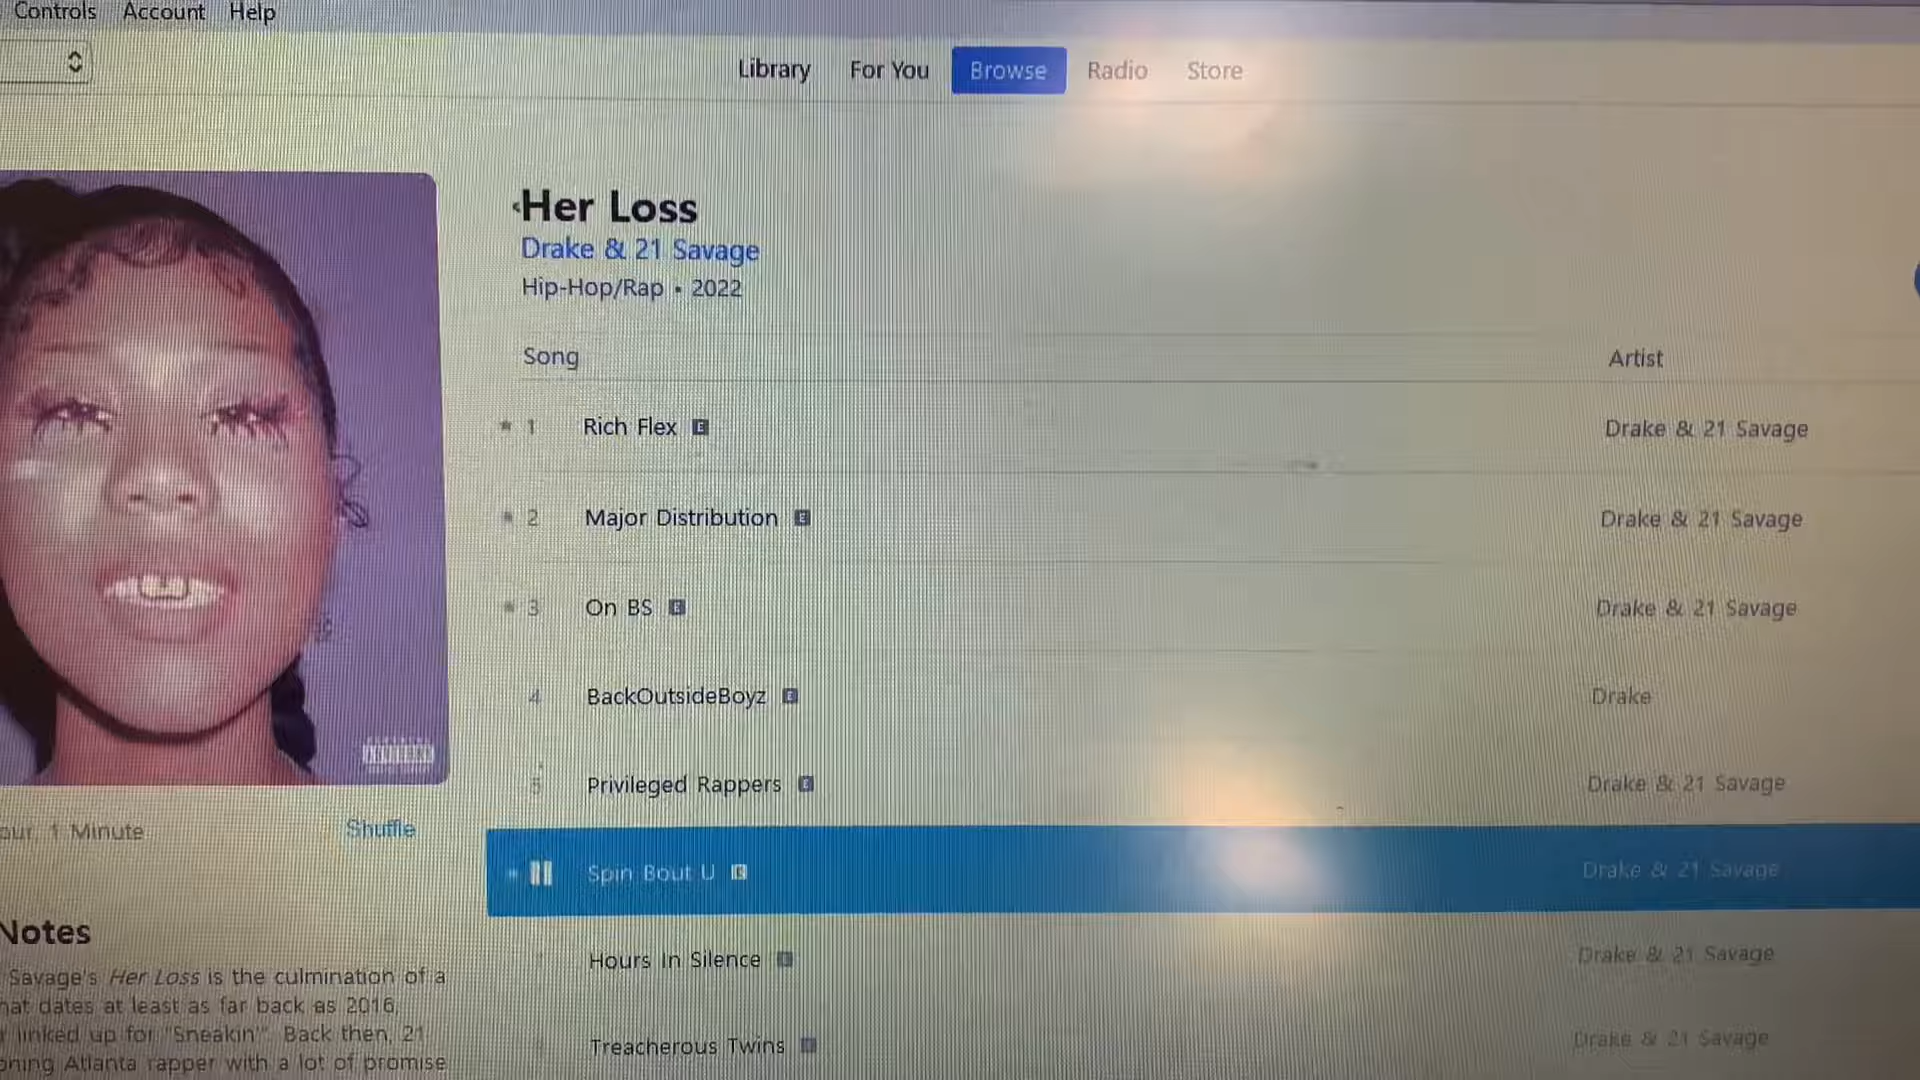 Controls Account Help
Library For You Browse Radio Store
Her Loss
Drake & 21 Savage
Hip-Hop/Rap • 2022
Song Artist
1 Rich Flex E Drake & 21 Savage
2 Major Distribution E Drake & 21 Savage
3 On BS E Drake & 21 Savage
4 BackOutsideBoyz E Drake
5 Privileged Rappers E Drake & 21 Savage
Spin Bout U E Drake & 21 Savage
Hours In Silence E Drake & 21 Savage
Treacherous Twins E Drake & 21 Savage
1 Minute Shuffle
Notes
Savage's Her Loss is the culmination of a
dates at least as far back as 2016,
linked up for "Sneakin'". Back then, 21
Atlanta rapper with a lot of promise